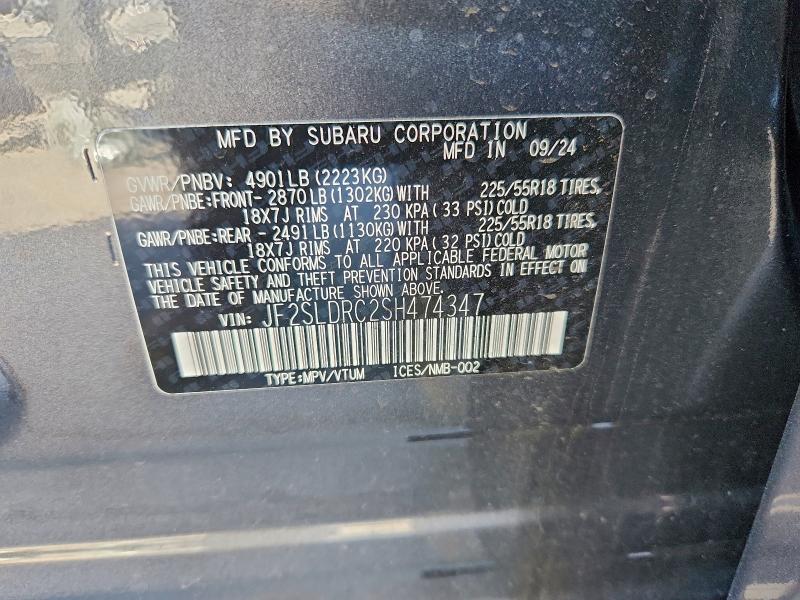 MFD BY SUBARU CORPORATION
MFD IN 09/24
GVWR/PNBV: 4901LB (2223KG)
GAWR/PNBE:FRONT- 2870LB (1302KG) WITH 225/55R18 TIRES,
18X7J RIMS AT 230 KPA ( 33 PSI) COLD
GAWR/PNBE:REAR - 2491LB (1130KG) WITH 225/55R18 TIRES,
18X7J RIMS AT 220 KPA ( 32 PSI) COLD
THIS VEHICLE CONFORMS TO ALL APPLICABLE FEDERAL MOTOR
VEHICLE SAFETY AND THEFT PREVENTION STANDARDS IN EFFECT ON
THE DATE OF MANUFACTURE SHOWN ABOVE.
VIN: JF2SLDRC2SH474347
TYPE:MPV/VTUM ICES/NMB-002